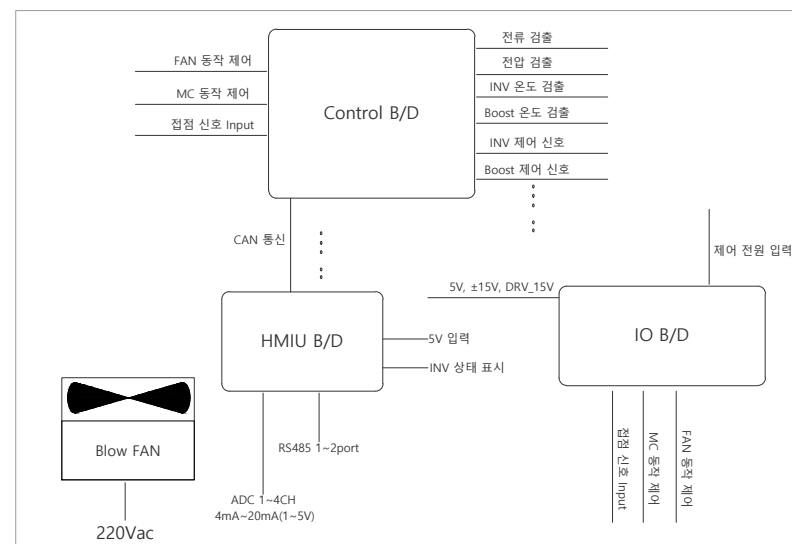 전류 검출
FAN 동작 제어
전압 검출
INV 온도 검출
MC 동작 제어
Control B/D
Boost 온도 검출
접점 신호 Input
INV 제어 신호
Boost 제어 신호
CAN 통신
제어 전원 입력
5V, ±15V, DRV_15V
HMIU B/D
5V 입력
IO B/D
INV 상태 표시
Blow FAN
RS485 1~2port
접점 신호 Input
MC 동작 제어
FAN 동작 제어
ADC 1~4CH
4mA~20mA(1~5V)
220Vac